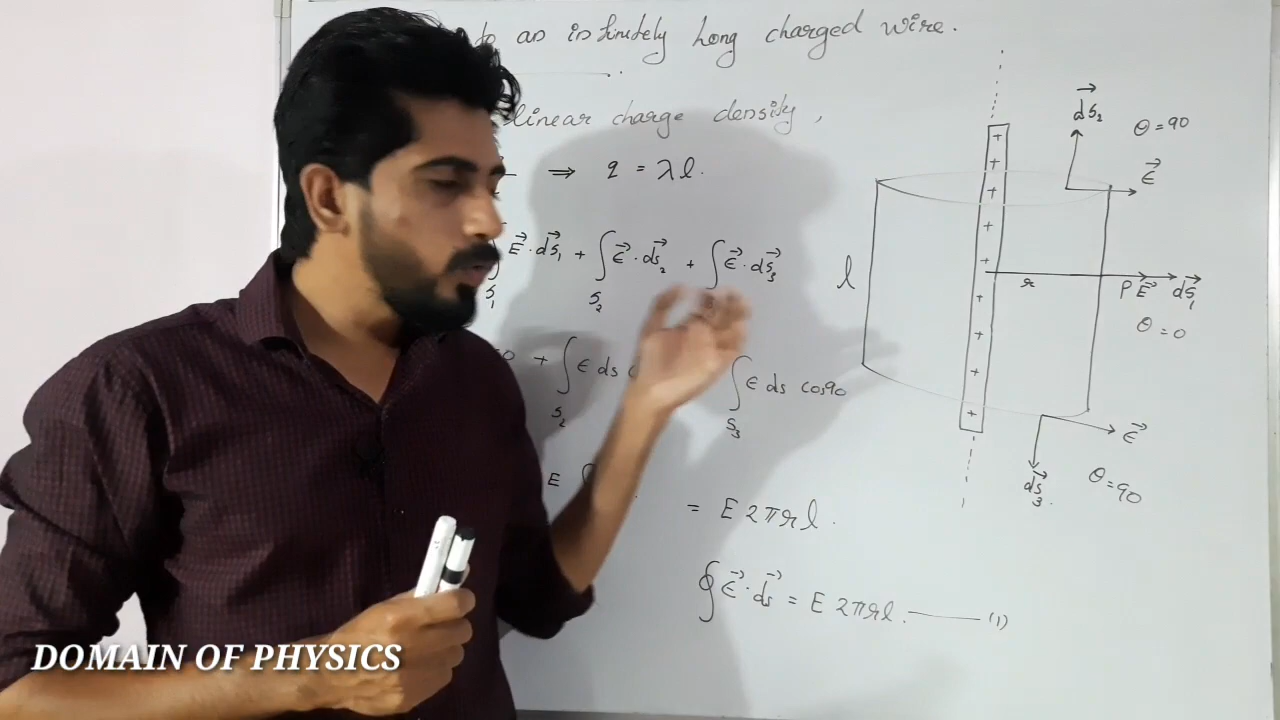 to an infinitely long charged wire.
linear charge density,
⇒ q = λl.
E⃗·ds⃗₁ + ∫ E⃗·ds⃗₂ + ∫ E⃗·ds⃗₃
S₁ S₂
+ ∫ E ds ∫ E ds cos90
S₂ S₃
E
= E 2πrl.
∮ E⃗·ds⃗ = E 2πrl. (1)
ds⃗₂ θ = 90
E⃗
+ + + + + + + + +
l
r P E⃗ ds⃗₁
θ = 0
E⃗
ds⃗₃. θ = 90
DOMAIN OF PHYSICS